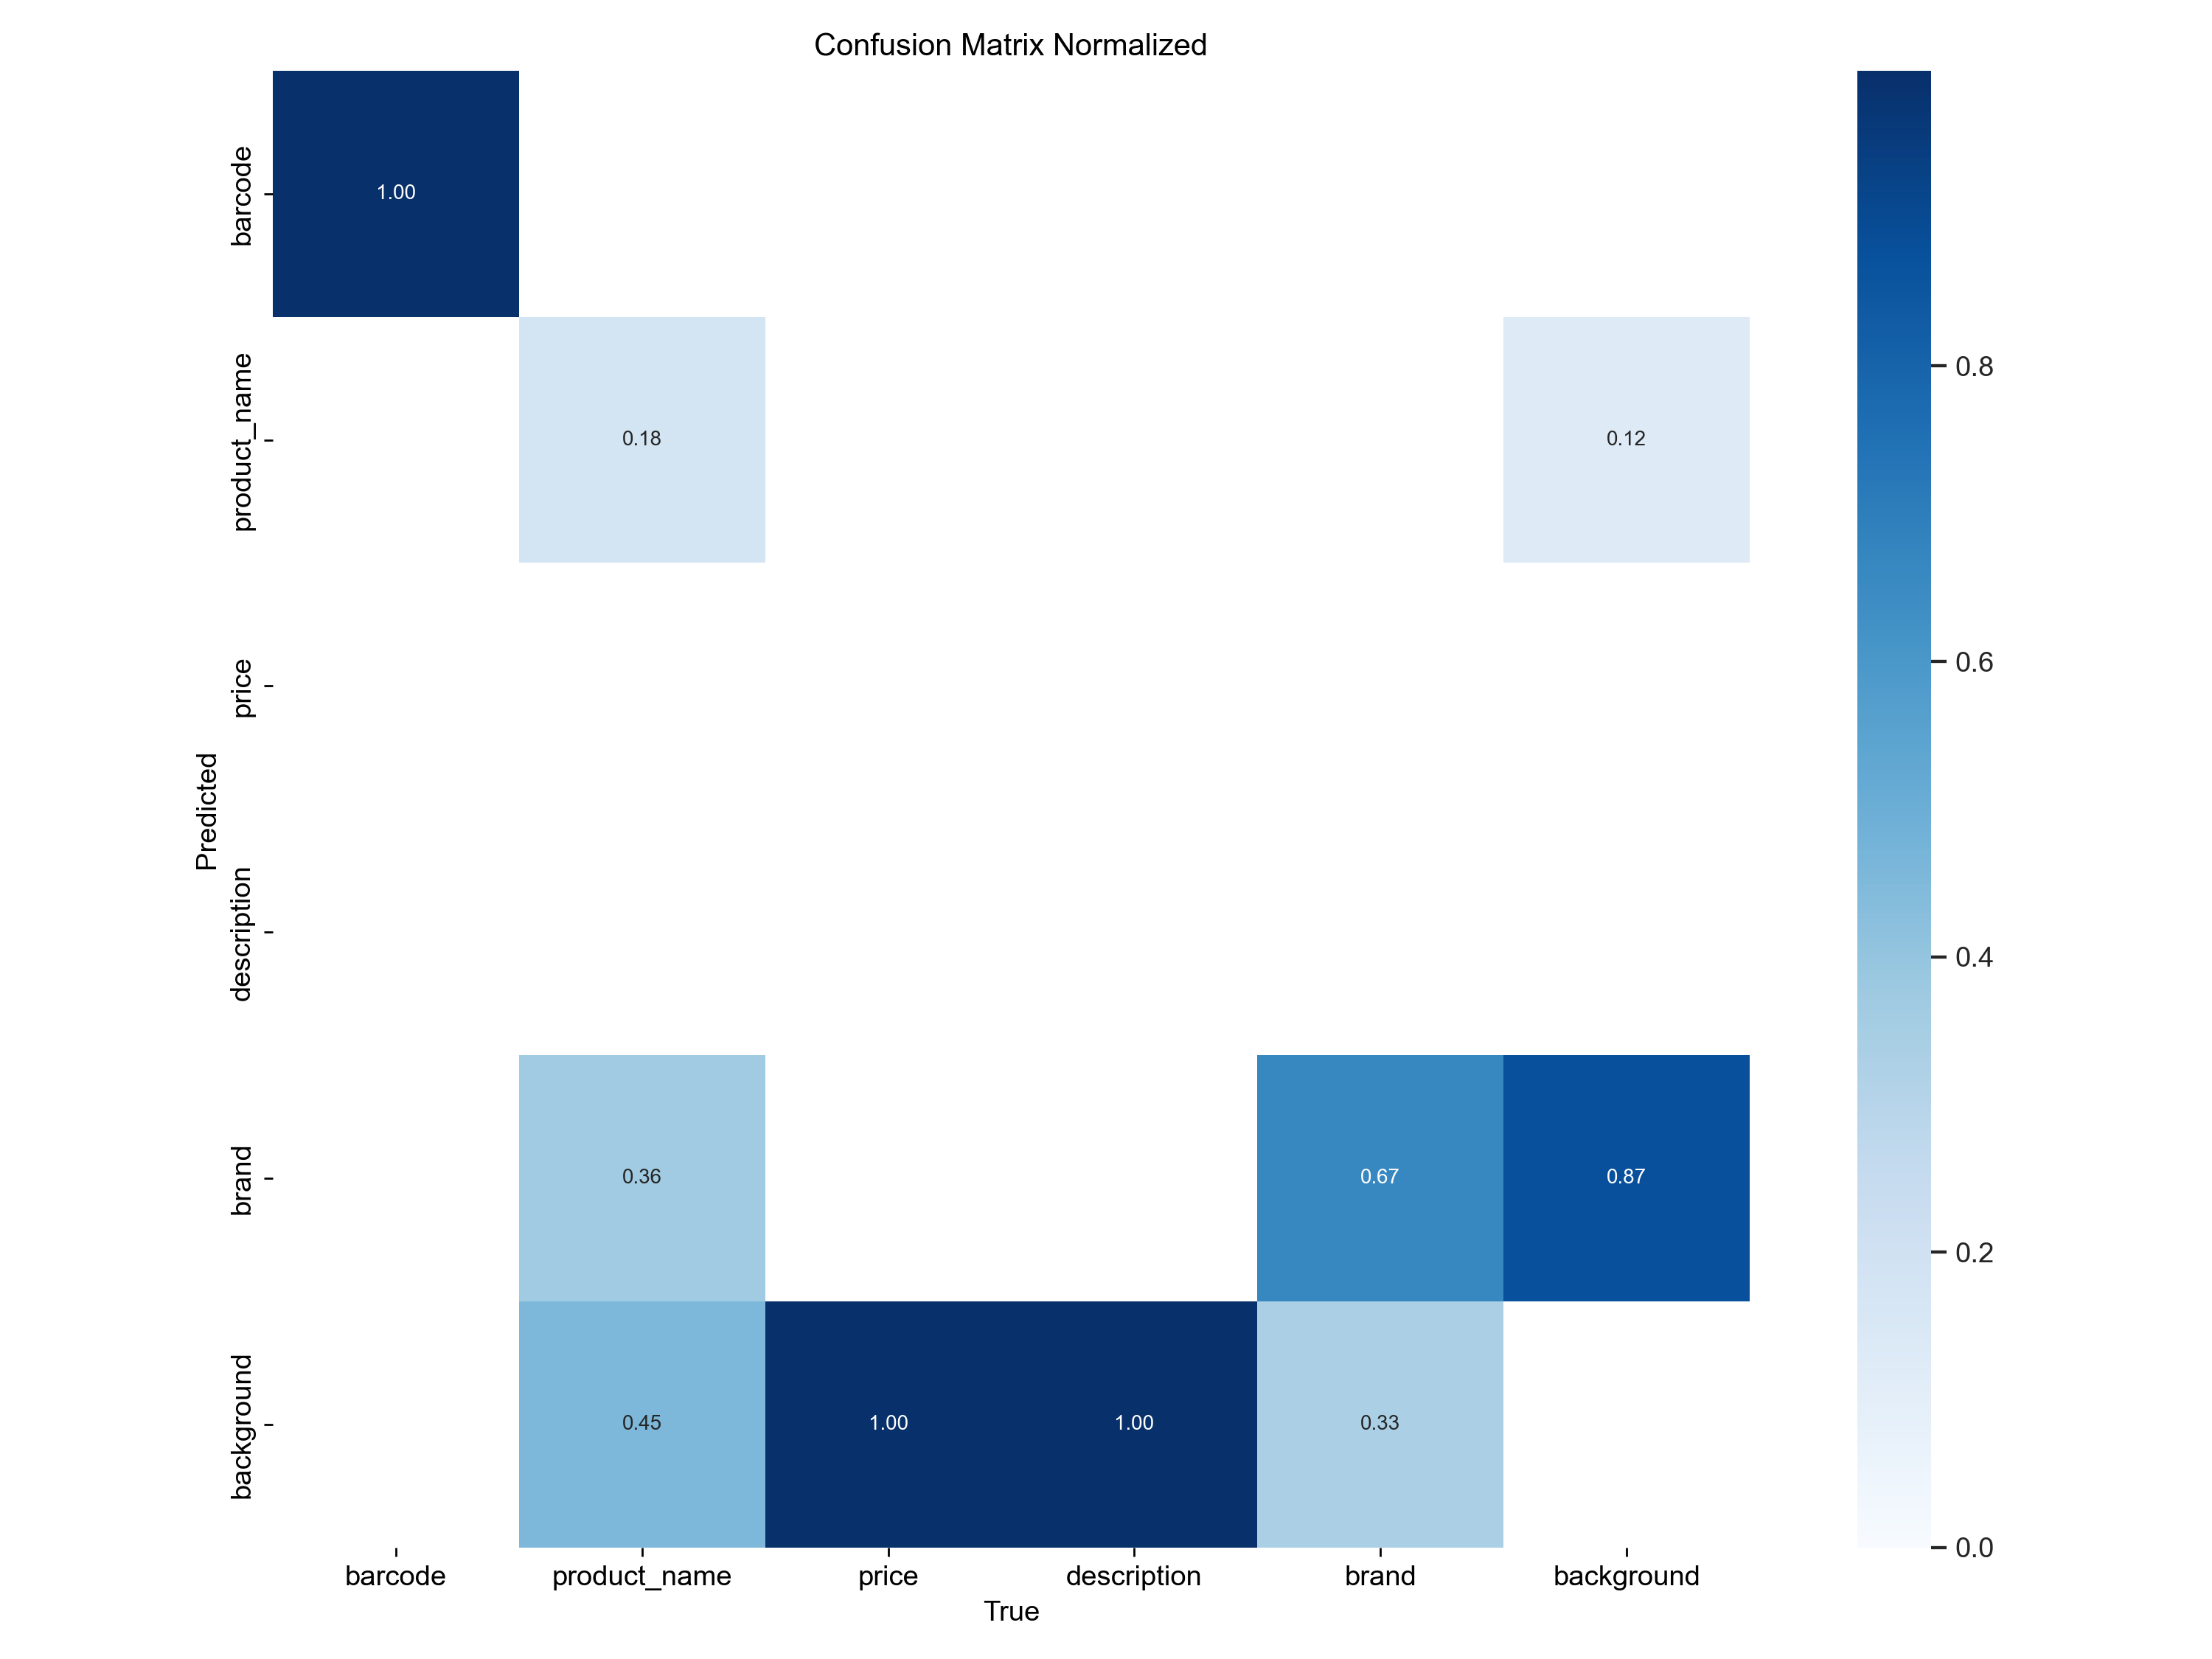 Confusion Matrix Normalized
barcode
1.00
product_name
0.18
0.12
0.8
price
0.6
Predicted
description
0.4
brand
0.36
0.67
0.87
0.2
background
0.45
1.00
1.00
0.33
0.0
barcode
product_name
price
description
brand
background
True